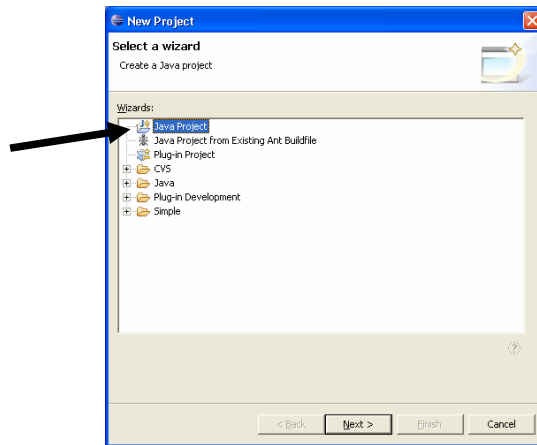 New Project
Select a wizard
Create a Java project
Wizards:
Java Project
Java Project from Existing Ant Buildfile
Plug-in Project
CVS
Java
Plug-in Development
Simple
< Back Next > Finish Cancel